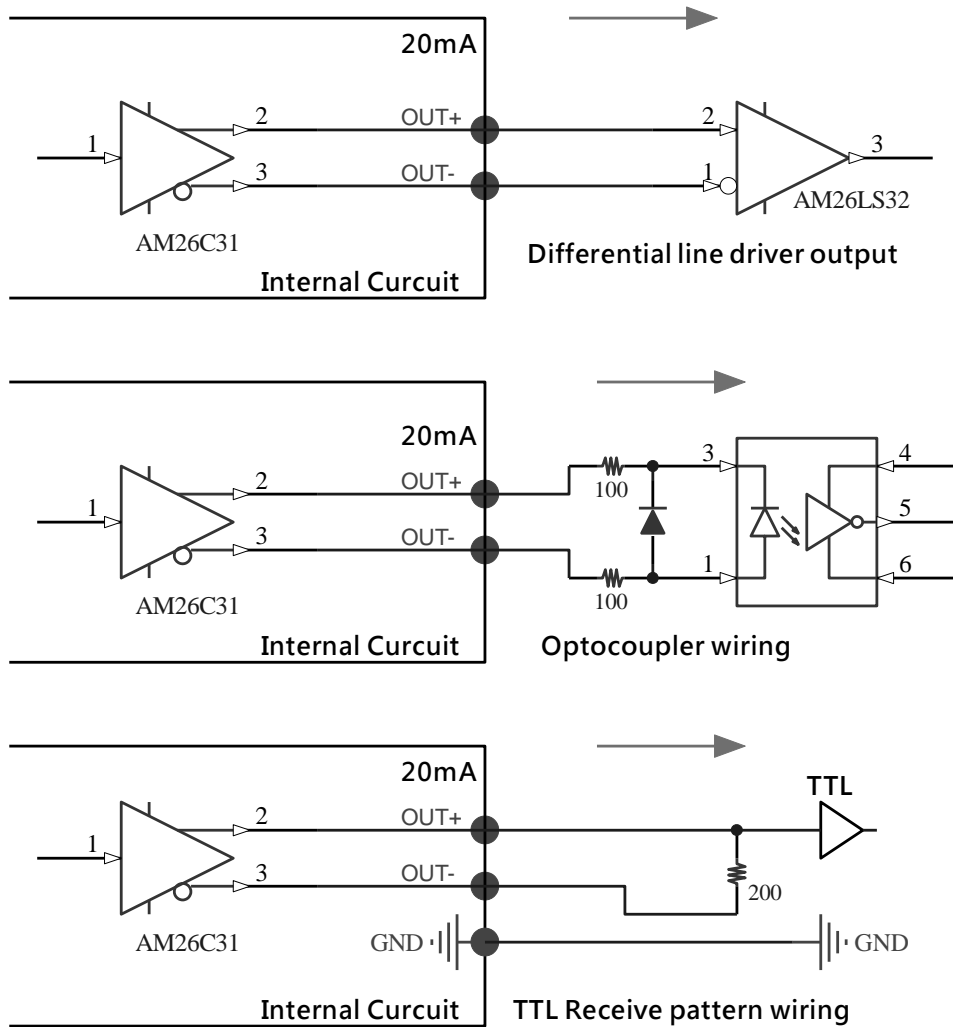 20mA
1
2
OUT+
2
3
3
OUT-
1
AM26LS32
AM26C31
Differential line driver output
Internal Curcuit
20mA
1
2
OUT+
100
3
4
5
3
OUT-
100
1
6
AM26C31
Internal Curcuit
Optocoupler wiring
20mA
TTL
1
2
OUT+
3
OUT-
200
AM26C31
GND
GND
Internal Curcuit
TTL Receive pattern wiring